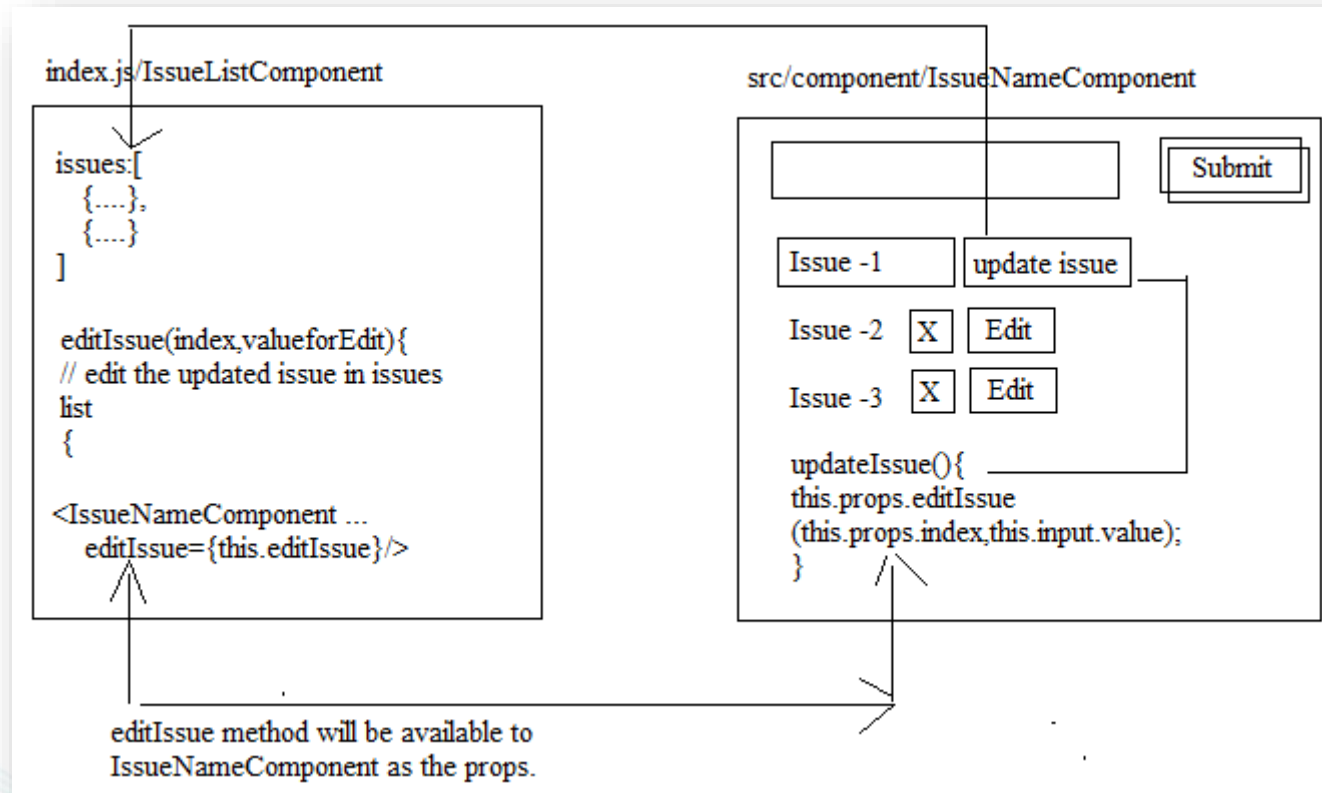 index.js/IssueListComponent
issues:[
{....},
{....}
]
editIssue(index,valueforEdit){
// edit the updated issue in issues
list
{
<IssueNameComponent ...
editIssue={this.editIssue}/>
src/component/IssueNameComponent
Submit
Issue -1 update issue
Issue -2 X Edit
Issue -3 X Edit
updateIssue(){
this.props.editIssue
(this.props.index,this.input.value);
}
editIssue method will be available to
IssueNameComponent as the props.